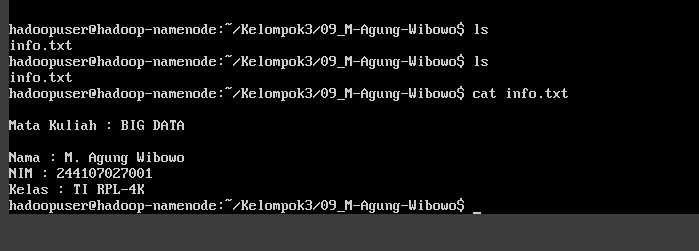 hadoopuser@hadoop-namenode:~/Kelompok3/09_M-Agung-Wibowo$ ls
info.txt
hadoopuser@hadoop-namenode:~/Kelompok3/09_M-Agung-Wibowo$ ls
info.txt
hadoopuser@hadoop-namenode:~/Kelompok3/09_M-Agung-Wibowo$ cat info.txt
Mata Kuliah : BIG DATA
Nama : M. Agung Wibowo
NIM : 244107027001
Kelas : TI RPL-4K
hadoopuser@hadoop-namenode:~/Kelompok3/09_M-Agung-Wibowo$ _